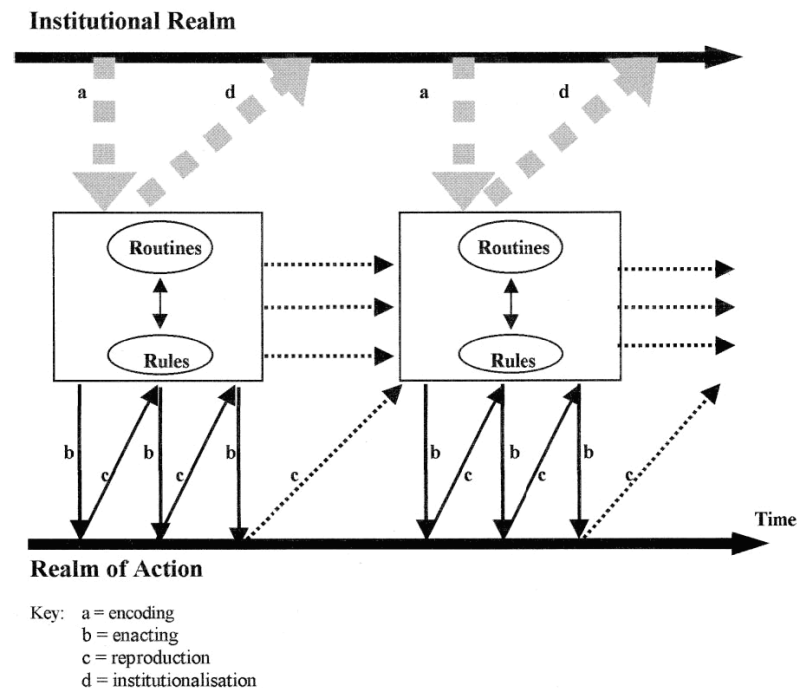 Institutional Realm
a d a d
Routines Routines
Rules Rules
b b b b b b
c c c c c c
Time
Realm of Action
Key: a = encoding
b = enacting
c = reproduction
d = institutionalisation